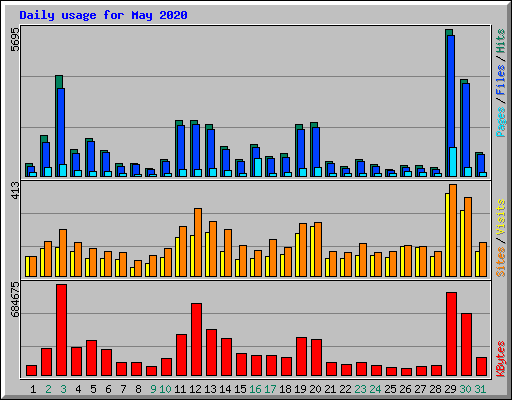 Daily usage for May 2020
5695
Pages / Files / Hits
413
Sites / Visits
684675
KBytes
1 2 3 4 5 6 7 8 9 10 11 12 13 14 15 16 17 18 19 20 21 22 23 24 25 26 27 28 29 30 31